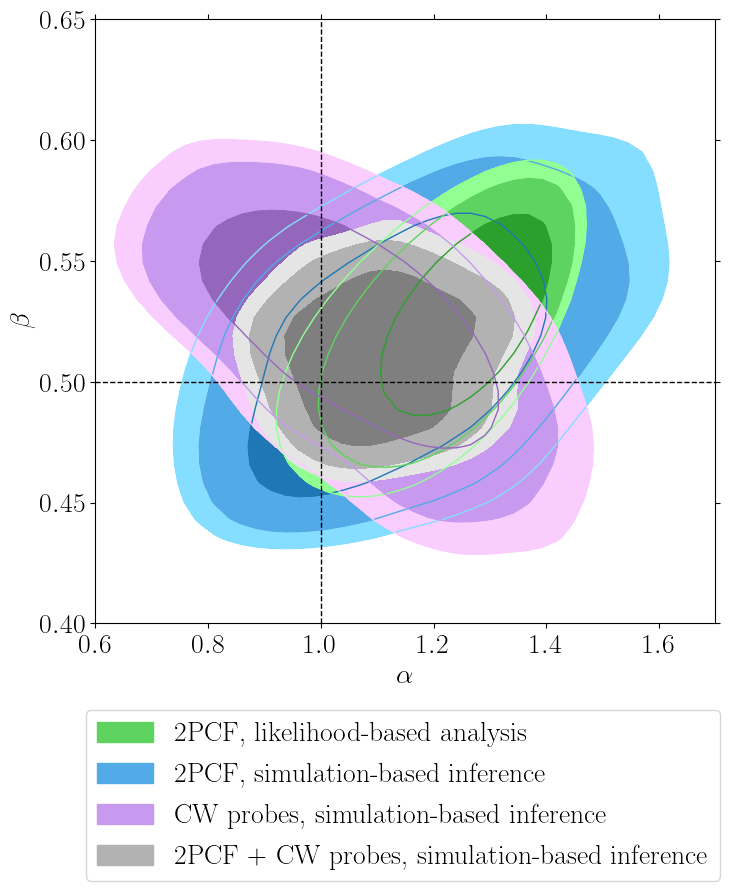 0.65
0.60
0.55
0.50
0.45
0.40
β
0.6 0.8 1.0 1.2 1.4 1.6
α
2PCF, likelihood-based analysis
2PCF, simulation-based inference
CW probes, simulation-based inference
2PCF + CW probes, simulation-based inference